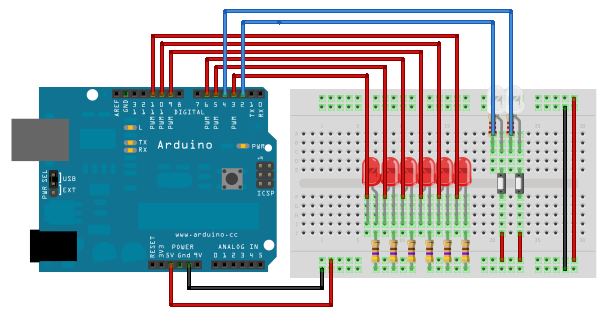 AREF
GND
13
12
11
10
9
8
7
6
5
4
3
2
1
0
PWM
PWM
PWM
PWM
PWM
PWM
TX
RX
DIGITAL
L
TX
RX
Arduino
PWR
ICSP
PWR SEL
USB
EXT
www.arduino.cc
POWER
ANALOG IN
RESET
3V3
5V
Gnd
9V
0 1 2 3 4 5